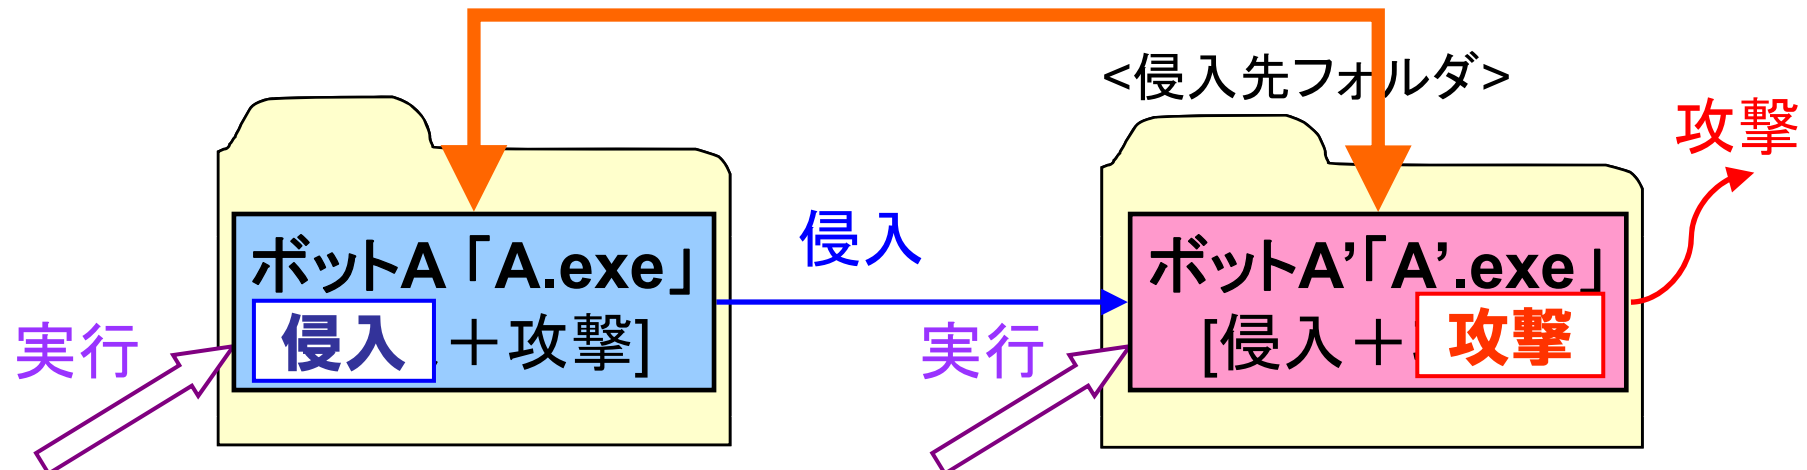 <侵入先フォルダ>
攻撃
侵入
ボットA「A.exe」
侵入＋攻撃]
実行
ボットA’「A’.exe」
[侵入＋攻撃
実行